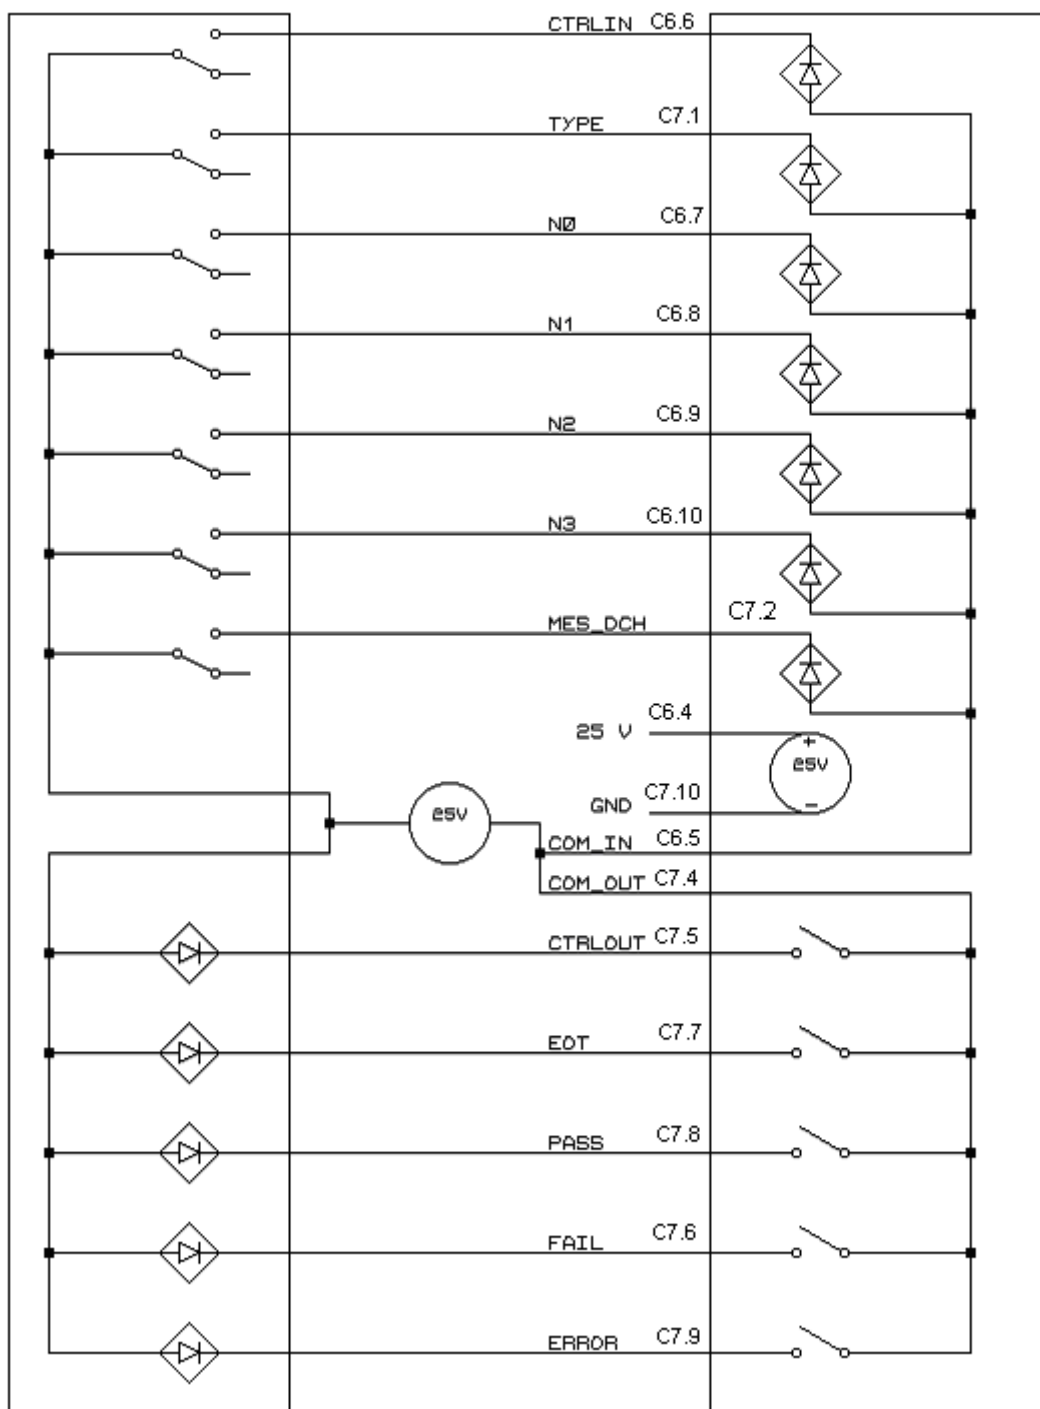 CTRLIN C6.6
TYPE C7.1
NØ C6.7
N1 C6.8
N2 C6.9
N3 C6.10
MES_DCH C7.2
25 V C6.4
+
25V
GND C7.10
-
25V
COM_IN C6.5
COM_OUT C7.4
CTRLOUT C7.5
EOT C7.7
PASS C7.8
FAIL C7.6
ERROR C7.9